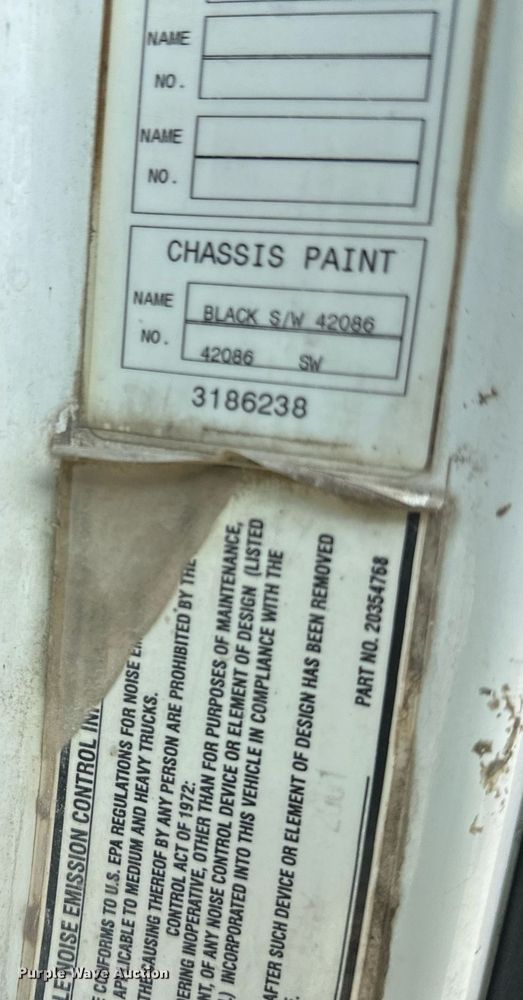 NAME
NO.
NAME
NO.
CHASSIS PAINT
NAME BLACK S/W 42086
NO. 42086 SW
3186238
NOISE EMISSION CONTROL
CONFORMS TO U.S. EPA REGULATIONS FOR NOISE
APPLICABLE TO MEDIUM AND HEAVY TRUCKS.
THE CAUSING THEREOF BY ANY PERSON ARE PROHIBITED BY THE
CONTROL ACT OF 1972:
INOPERATIVE, OTHER THAN FOR PURPOSES OF MAINTENANCE,
OF ANY NOISE CONTROL DEVICE OR ELEMENT OF DESIGN (LISTED
INCORPORATED INTO THIS VEHICLE IN COMPLIANCE WITH THE
AFTER SUCH DEVICE OR ELEMENT OF DESIGN HAS BEEN REMOVED
PART NO. 20354768
Purple Wave Auction